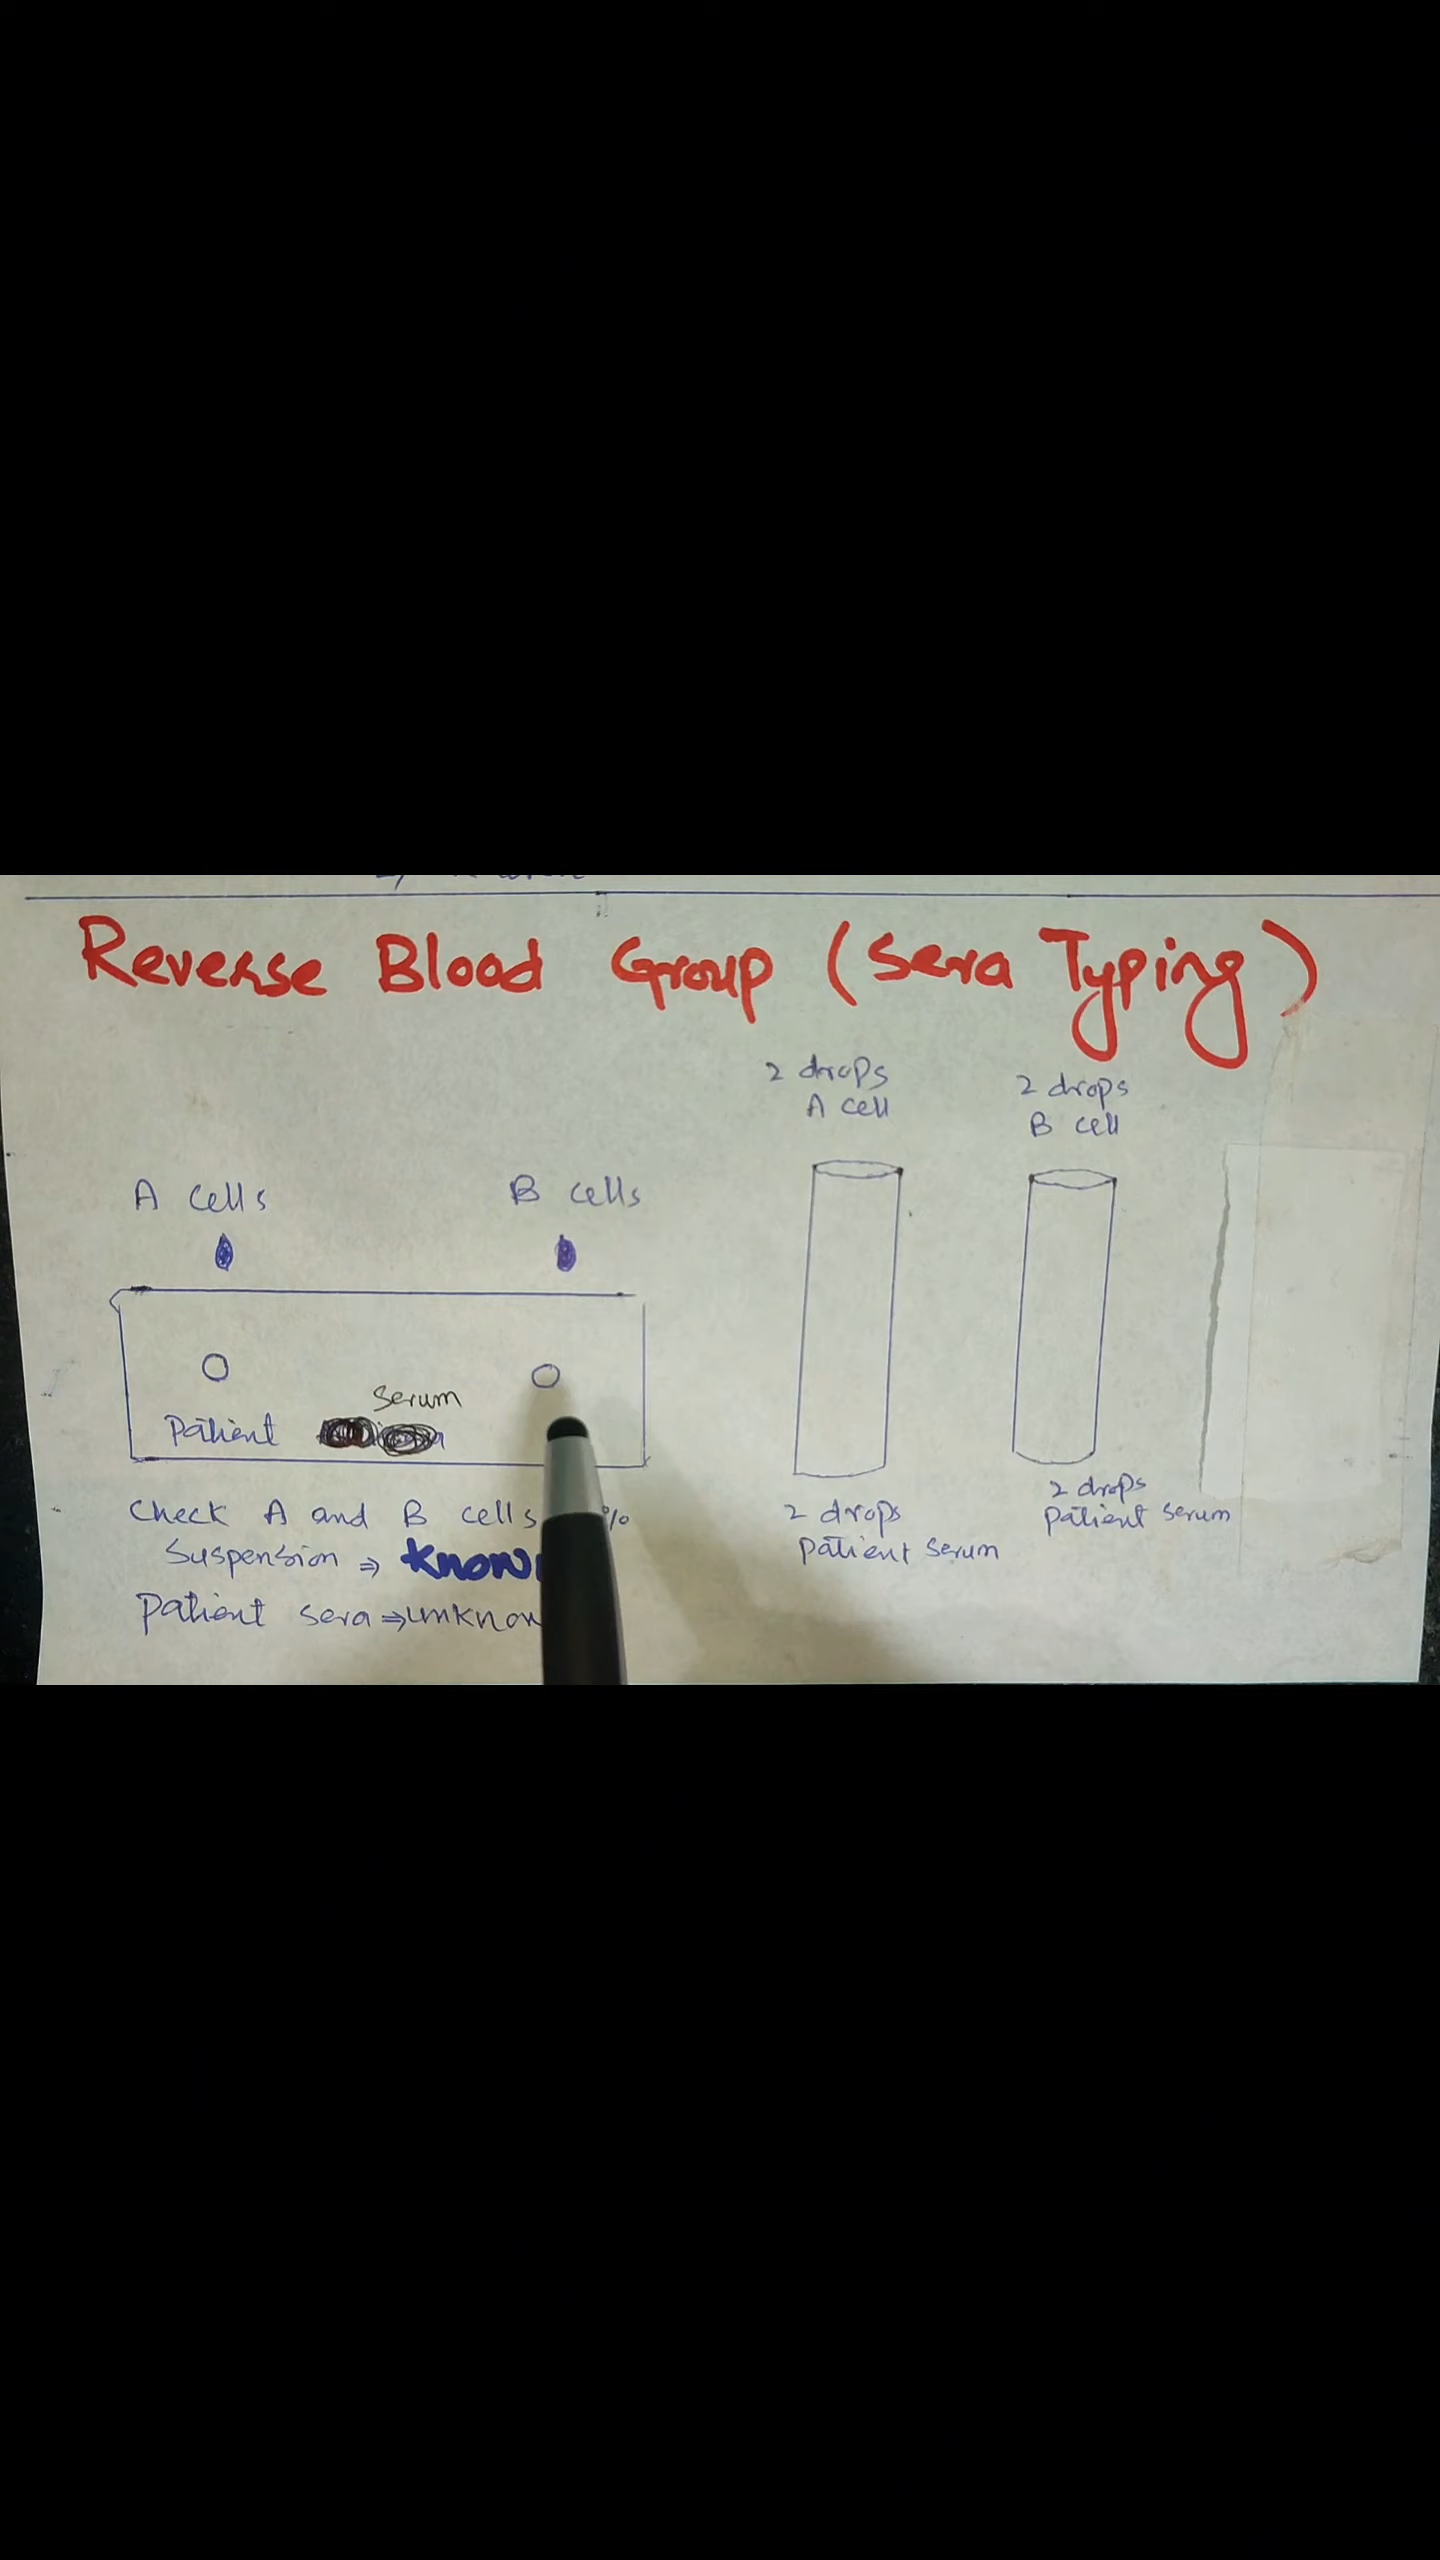 Reverse Blood Group (Sera Typing)
A cells
B cells
Serum
Patient
Check A and B cells %
Suspension ⇒
Patient sera ⇒
2 drops
A cell
2 drops
B cell
2 drops
Patient serum
2 drops
Patient serum